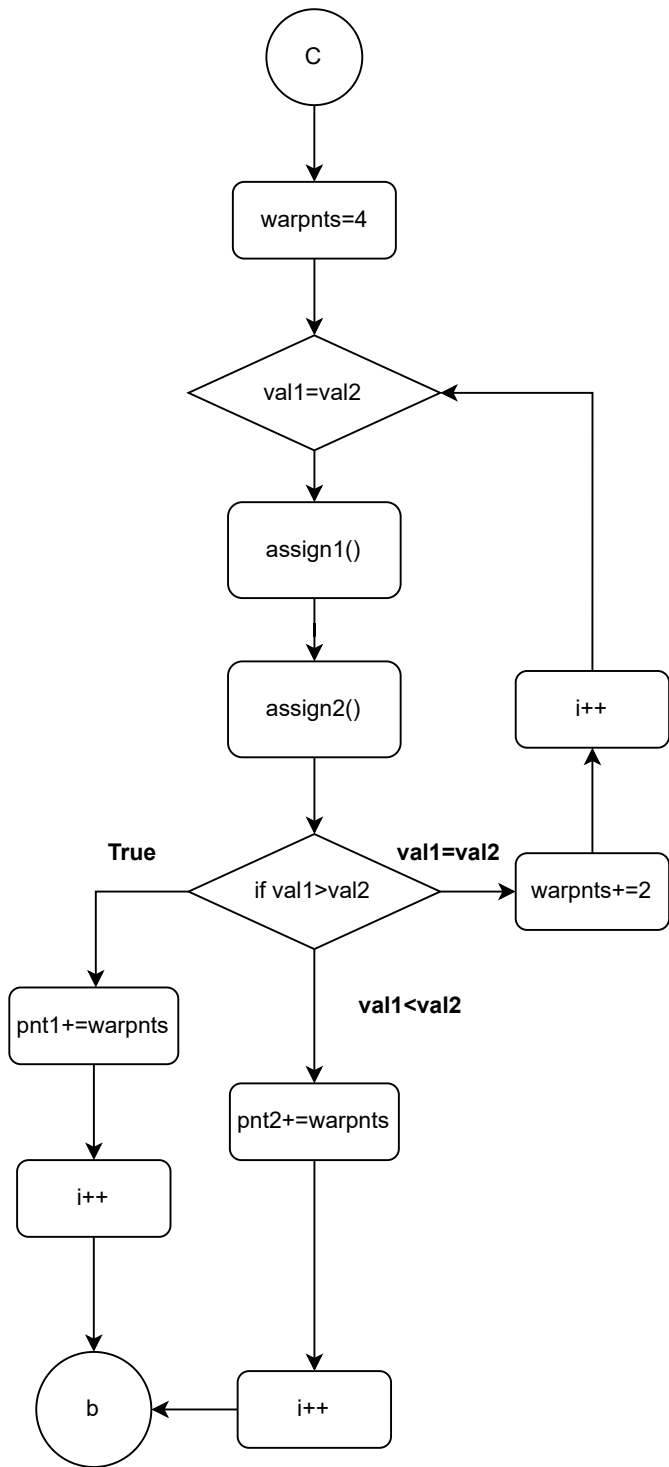 C
warpnts=4
val1=val2
assign1()
assign2()
i++
True
val1=val2
if val1>val2
warpnts+=2
pnt1+=warpnts
val1<val2
pnt2+=warpnts
i++
b
i++